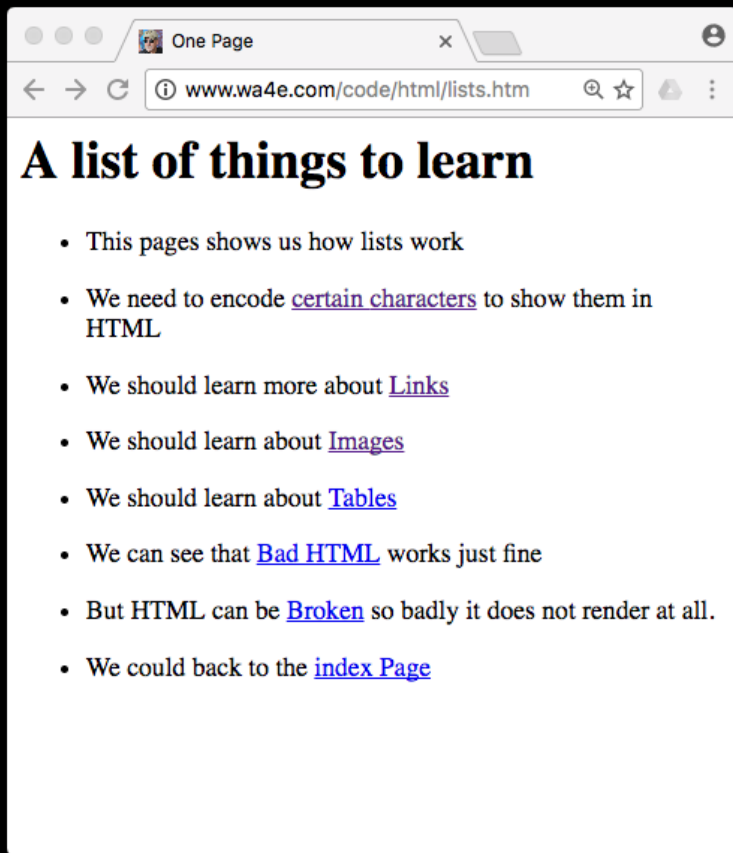 One Page
www.wa4e.com/code/html/lists.htm
A list of things to learn
• This pages shows us how lists work
• We need to encode certain characters to show them in
HTML
• We should learn more about Links
• We should learn about Images
• We should learn about Tables
• We can see that Bad HTML works just fine
• But HTML can be Broken so badly it does not render at all.
• We could back to the index Page